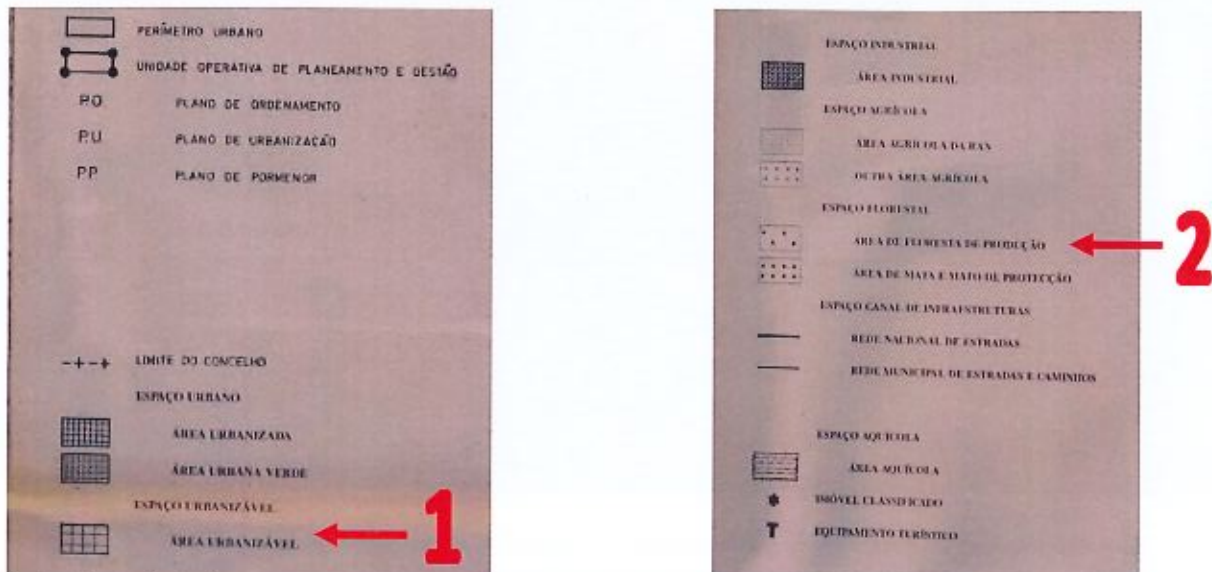 PERÍMETRO URBANO
UNIDADE OPERATIVA DE PLANEAMENTO E GESTÃO
P.O PLANO DE ORDENAMENTO
P.U PLANO DE URBANIZAÇÃO
PP PLANO DE PORMENOR
LIMITE DO CONCELHO
ESPAÇO URBANO
ÁREA URBANIZADA
ÁREA URBANA VERDE
ESPAÇO URBANIZÁVEL
ÁREA URBANIZÁVEL
1
ESPAÇO INDUSTRIAL
ÁREA INDUSTRIAL
ESPAÇO AGRÍCOLA
ÁREA AGRÍCOLA DA RAN
OUTRA ÁREA AGRÍCOLA
ESPAÇO FLORESTAL
ÁREA DE FLORESTA DE PRODUÇÃO
2
ÁREA DE MATA E MATO DE PROTECÇÃO
ESPAÇO CANAL DE INFRAESTRUTURAS
REDE NACIONAL DE ESTRADAS
REDE MUNICIPAL DE ESTRADAS E CAMINHOS
ESPAÇO AQUÍCOLA
ÁREA AQUÍCOLA
IMÓVEL CLASSIFICADO
T EQUIPAMENTO TURÍSTICO